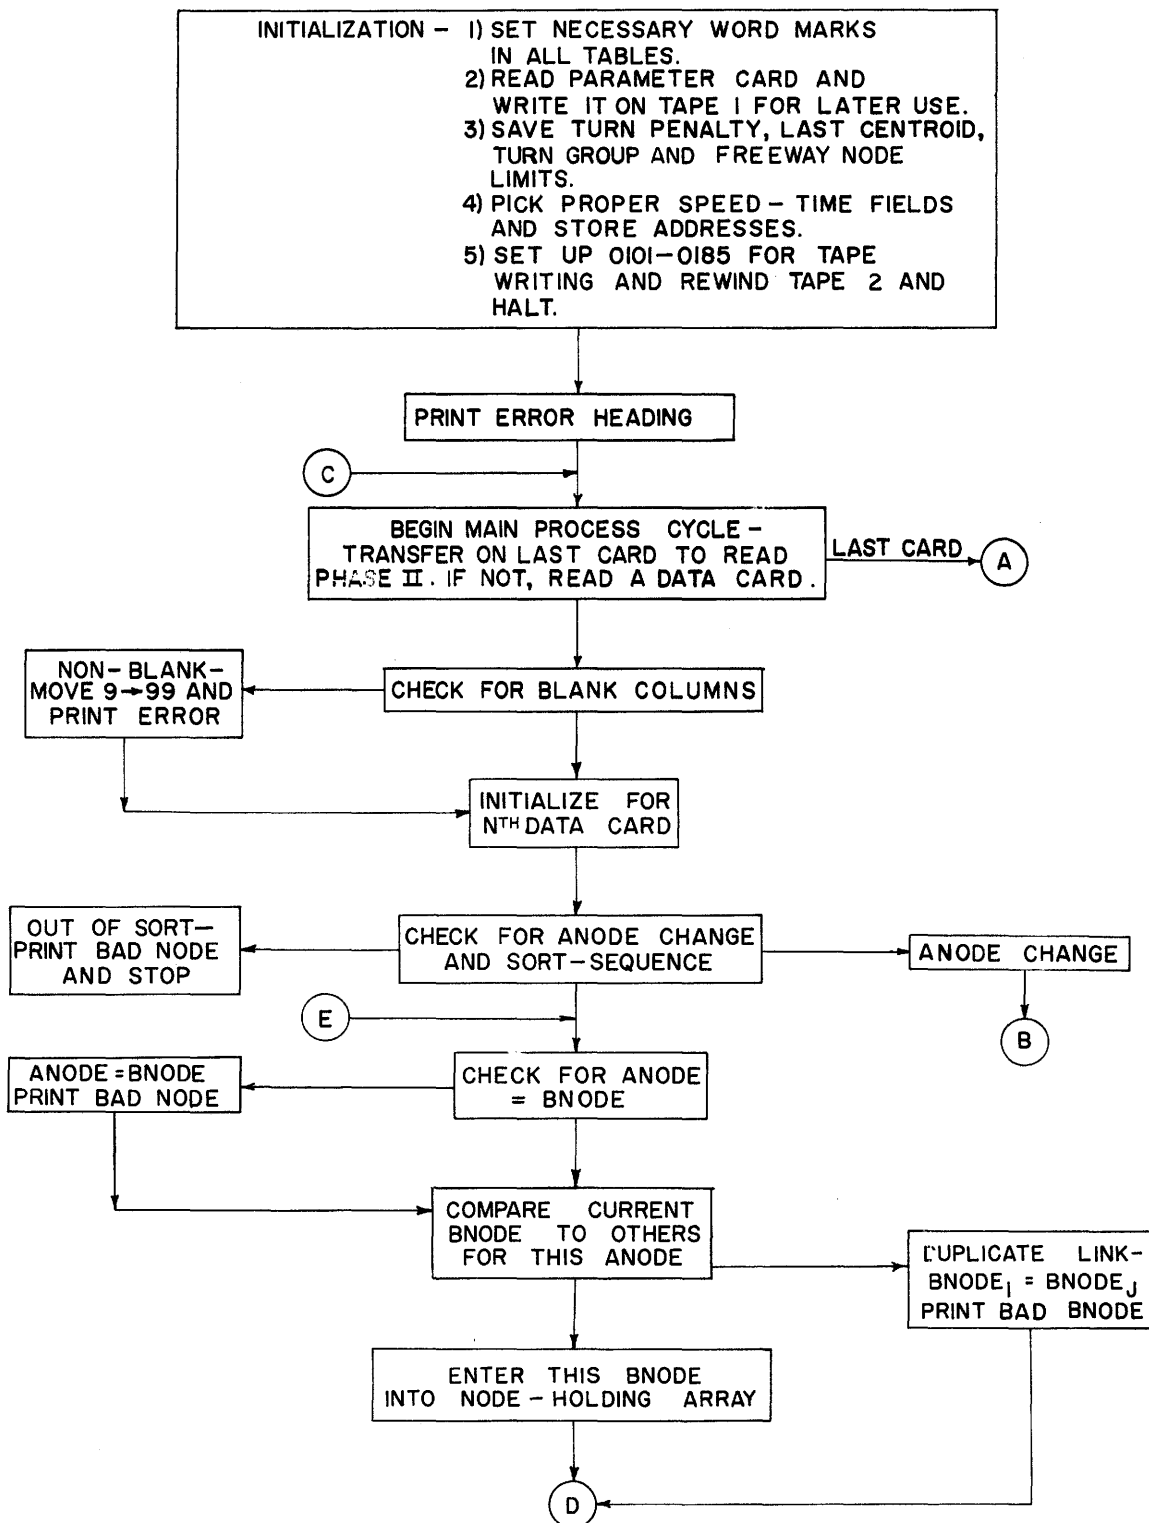 INITIALIZATION – 1) SET NECESSARY WORD MARKS
IN ALL TABLES.
2) READ PARAMETER CARD AND
WRITE IT ON TAPE 1 FOR LATER USE.
3) SAVE TURN PENALTY, LAST CENTROID,
TURN GROUP AND FREEWAY NODE
LIMITS.
4) PICK PROPER SPEED – TIME FIELDS
AND STORE ADDRESSES.
5) SET UP 0101–0185 FOR TAPE
WRITING AND REWIND TAPE 2 AND
HALT.
PRINT ERROR HEADING
C
BEGIN MAIN PROCESS CYCLE –
TRANSFER ON LAST CARD TO READ
PHASE II. IF NOT, READ A DATA CARD.
LAST CARD
A
NON–BLANK–
MOVE 9→99 AND
PRINT ERROR
CHECK FOR BLANK COLUMNS
INITIALIZE FOR
NTH DATA CARD
OUT OF SORT–
PRINT BAD NODE
AND STOP
CHECK FOR ANODE CHANGE
AND SORT–SEQUENCE
ANODE CHANGE
B
E
ANODE = BNODE
PRINT BAD NODE
CHECK FOR ANODE
= BNODE
COMPARE CURRENT
BNODE TO OTHERS
FOR THIS ANODE
DUPLICATE LINK–
BNODEI = BNODEJ
PRINT BAD BNODE
ENTER THIS BNODE
INTO NODE – HOLDING ARRAY
D